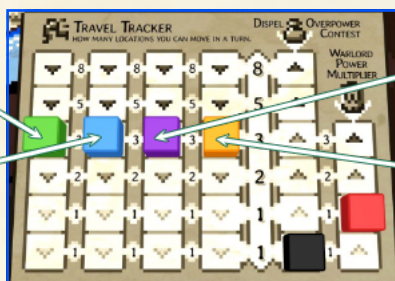 TRAVEL TRACKER
HOW MANY LOCATIONS YOU CAN MOVE IN A TURN.
DISPEL OVERPOWER
CONTEST
WARLORD
POWER
MULTIPLIER
8 8 8 8
5 5 5 5
3 3 3 3
2 2 2 2 2
1 1 1 1 1
1 1 1 1 1